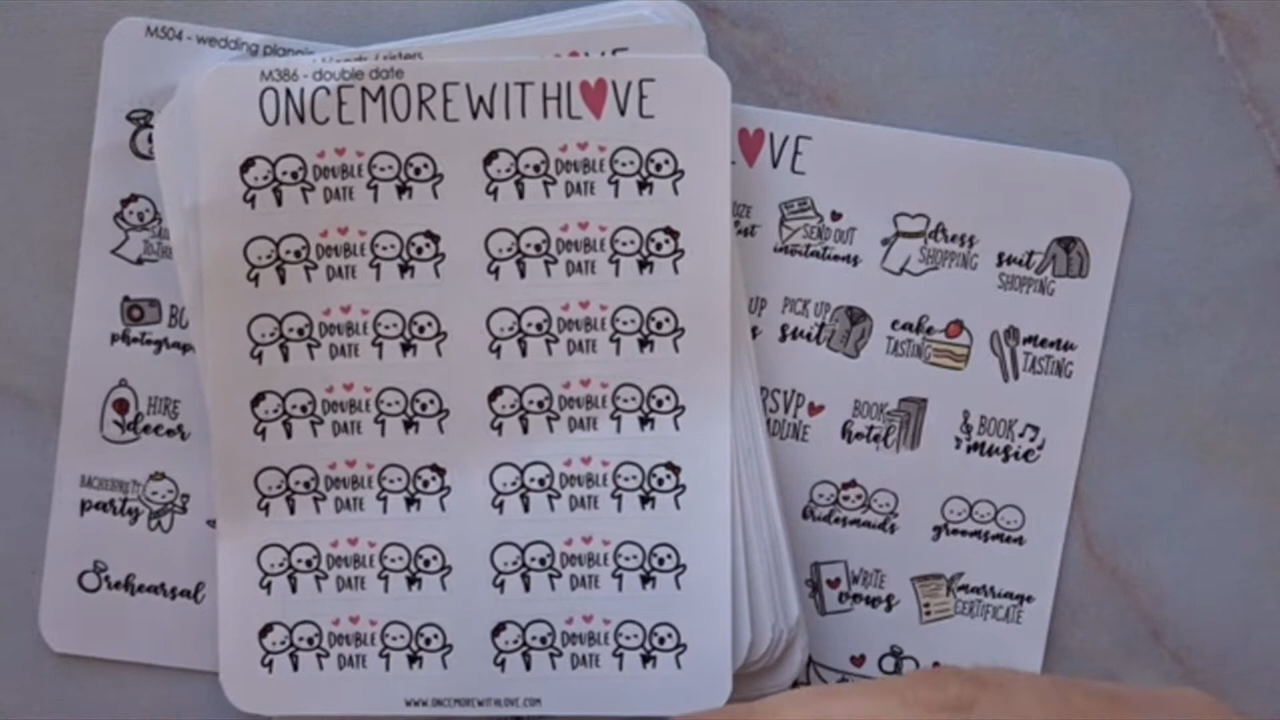 M504 - wedding
sisters
M386 - double date
ONCEMOREWITHLOVE
DOUBLE DATE DOUBLE DATE
DOUBLE DATE DOUBLE DATE
DOUBLE DATE DOUBLE DATE
DOUBLE DATE DOUBLE DATE
DOUBLE DATE DOUBLE DATE
DOUBLE DATE DOUBLE DATE
DOUBLE DATE DOUBLE DATE
WWW.ONCEMOREWITHLOVE.COM
HIRE
decor
party
rehearsal
SEND OUT
invitations
dress
SHOPPING
suit
SHOPPING
UP
PICK UP
suit
cake
TASTING
menu
TASTING
RSVP
BOOK
hotel
BOOK
music
bridesmaids
groomsmen
WRITE
vows
marriage
CERTIFICATE